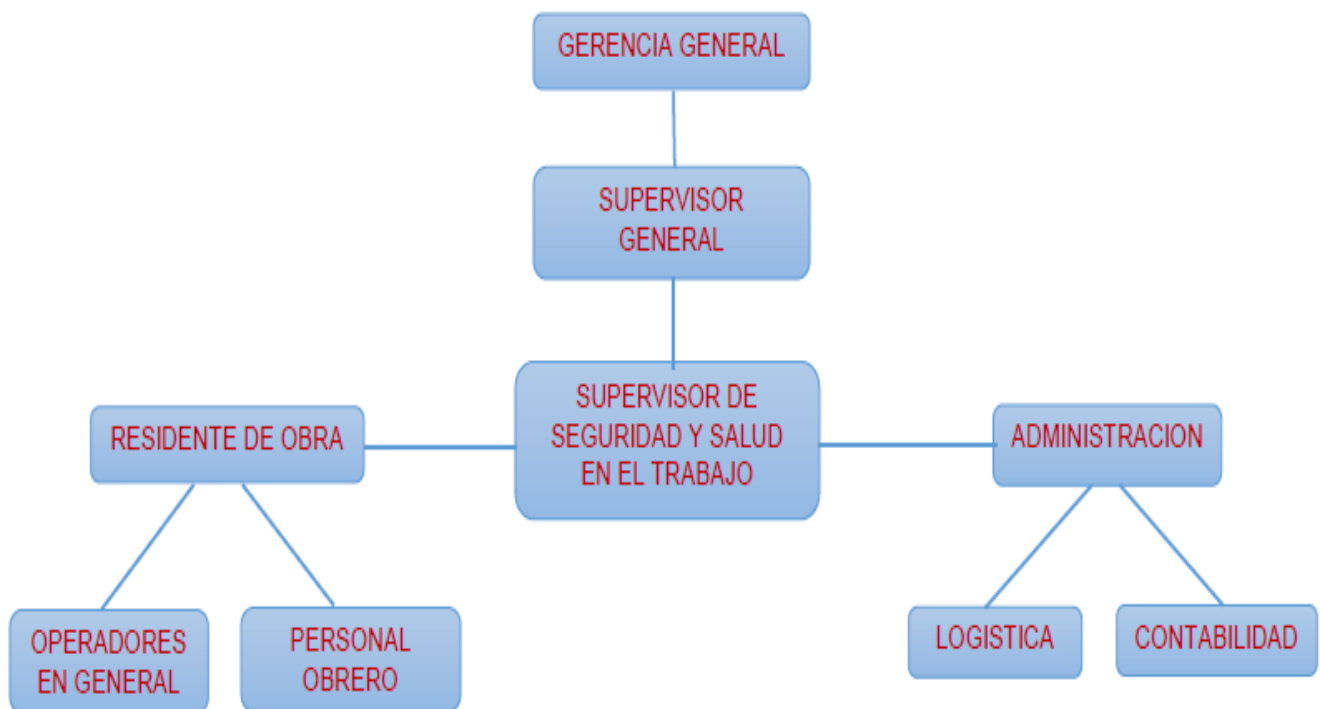 GERENCIA GENERAL
SUPERVISOR
GENERAL
SUPERVISOR DE
SEGURIDAD Y SALUD
EN EL TRABAJO
RESIDENTE DE OBRA
ADMINISTRACION
OPERADORES
EN GENERAL
PERSONAL
OBRERO
LOGISTICA
CONTABILIDAD